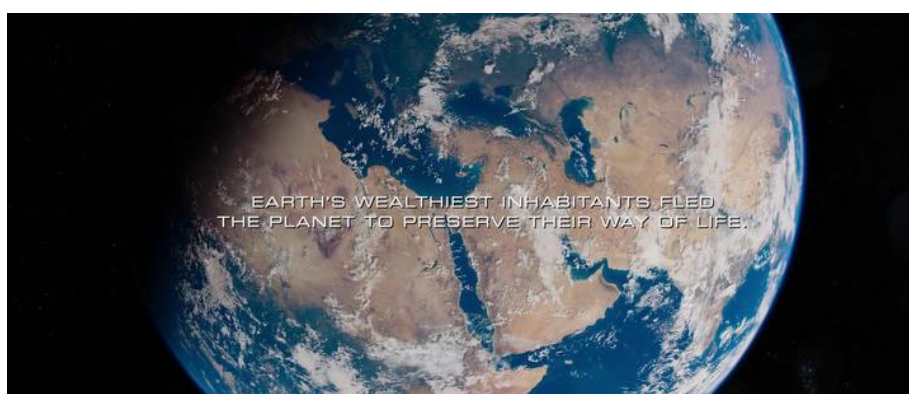 EARTH'S WEALTHIEST INHABITANTS FLED
THE PLANET TO PRESERVE THEIR WAY OF LIFE.